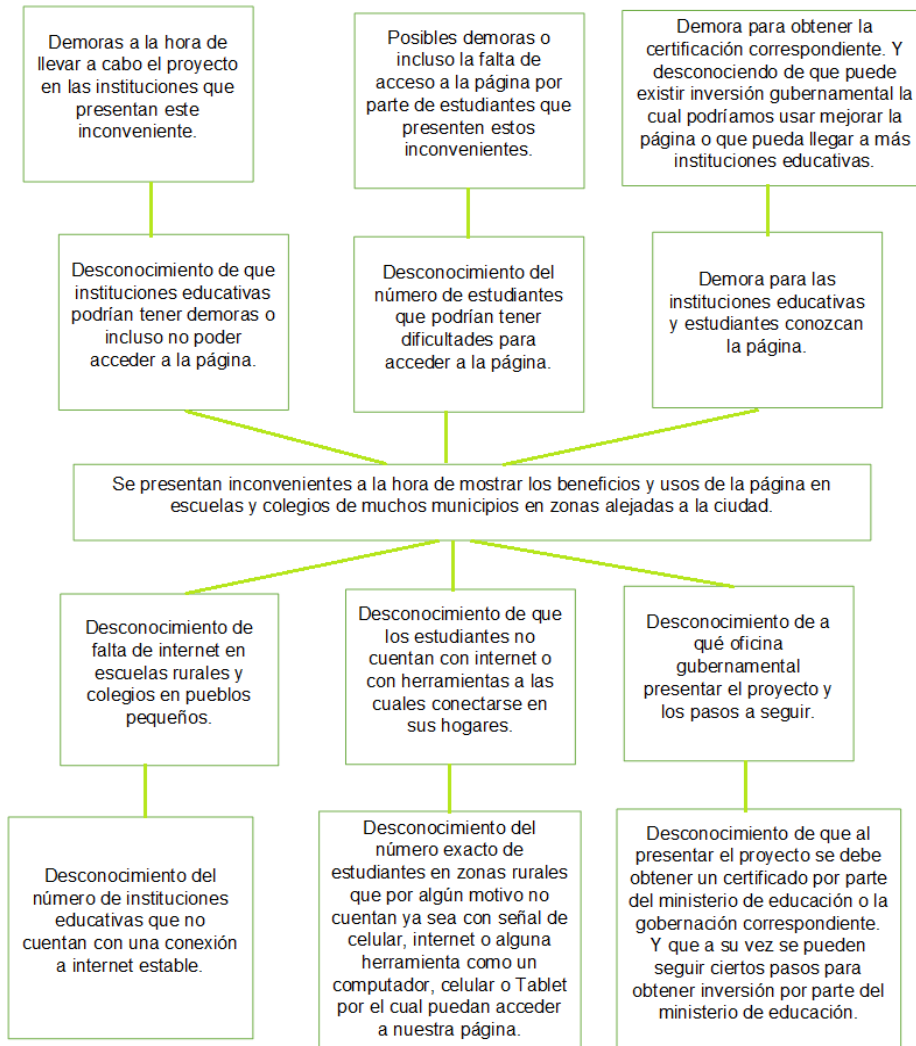 Demoras a la hora de
llevar a cabo el proyecto
en las instituciones que
presentan este
inconveniente.
Posibles demoras o
incluso la falta de
acceso a la página por
parte de estudiantes que
presenten estos
inconvenientes.
Demora para obtener la
certificación correspondiente. Y
desconociendo de que puede
existir inversión gubernamental la
cual podríamos usar mejorar la
página o que pueda llegar a más
instituciones educativas.
Desconocimiento de que
instituciones educativas
podrían tener demoras o
incluso no poder
acceder a la página.
Desconocimiento del
número de estudiantes
que podrían tener
dificultades para
acceder a la página.
Demora para las
instituciones educativas
y estudiantes conozcan
la página.
Se presentan inconvenientes a la hora de mostrar los beneficios y usos de la página en
escuelas y colegios de muchos municipios en zonas alejadas a la ciudad.
Desconocimiento de
falta de internet en
escuelas rurales y
colegios en pueblos
pequeños.
Desconocimiento de que
los estudiantes no
cuentan con internet o
con herramientas a las
cuales conectarse en
sus hogares.
Desconocimiento de a
qué oficina
gubernamental
presentar el proyecto y
los pasos a seguir.
Desconocimiento del
número de instituciones
educativas que no
cuentan con una conexión
a internet estable.
Desconocimiento del
número exacto de
estudiantes en zonas rurales
que por algún motivo no
cuentan ya sea con señal de
celular, internet o alguna
herramienta como un
computador, celular o Tablet
por el cual puedan acceder
a nuestra página.
Desconocimiento de que al
presentar el proyecto se debe
obtener un certificado por parte
del ministerio de educación o la
gobernación correspondiente.
Y que a su vez se pueden
seguir ciertos pasos para
obtener inversión por parte del
ministerio de educación.